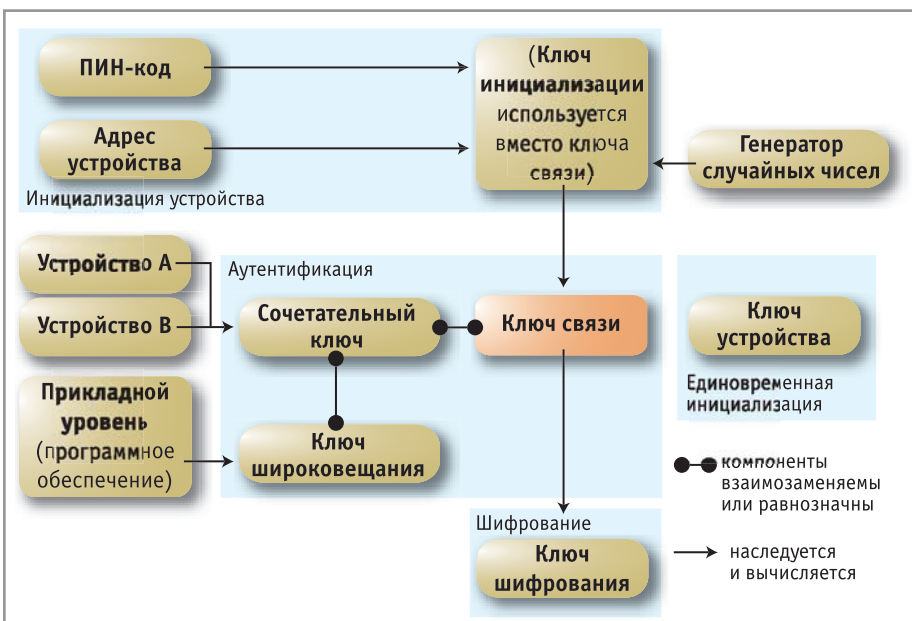 ПИН-код
Адрес
устройства
Инициализация устройства
(Ключ
инициализации
используется
вместо ключа
связи)
Генератор
случайных чисел
Устройство А
Устройство В
Прикладной
уровень
(программное
обеспечение)
Аутентификация
Сочетательный
ключ
Ключ связи
Ключ
широковещания
Ключ
устройства
Единовременная
инициализация
компоненты
взаимозаменяемы
или равнозначны
Шифрование
Ключ
шифрования
наследуется
и вычисляется